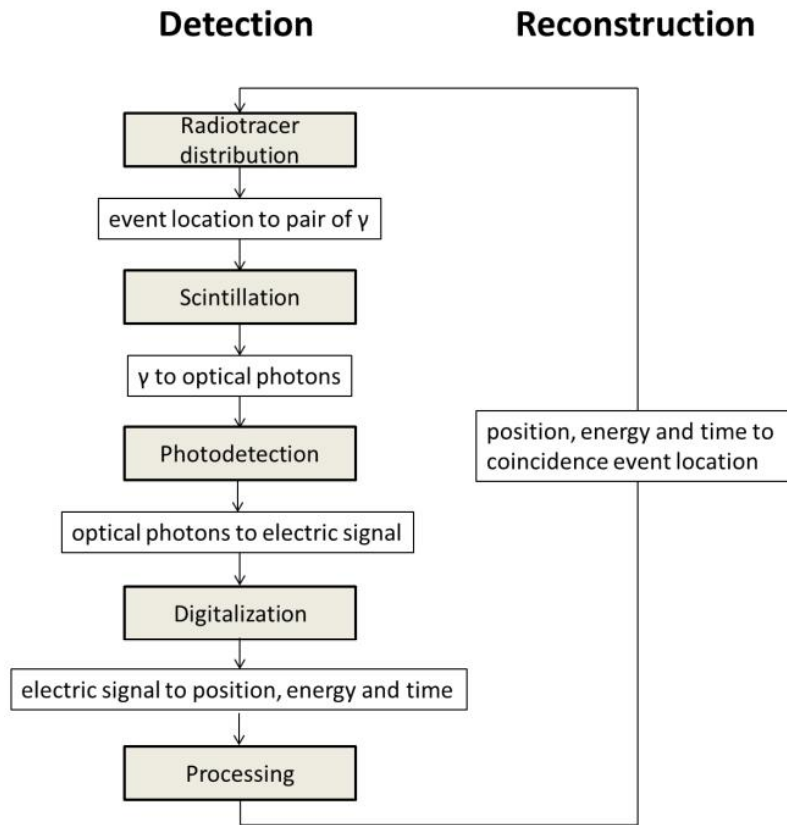 Detection
Reconstruction
Radiotracer
distribution
event location to pair of γ
Scintillation
γ to optical photons
Photodetection
optical photons to electric signal
Digitalization
electric signal to position, energy and time
Processing
position, energy and time to
coincidence event location